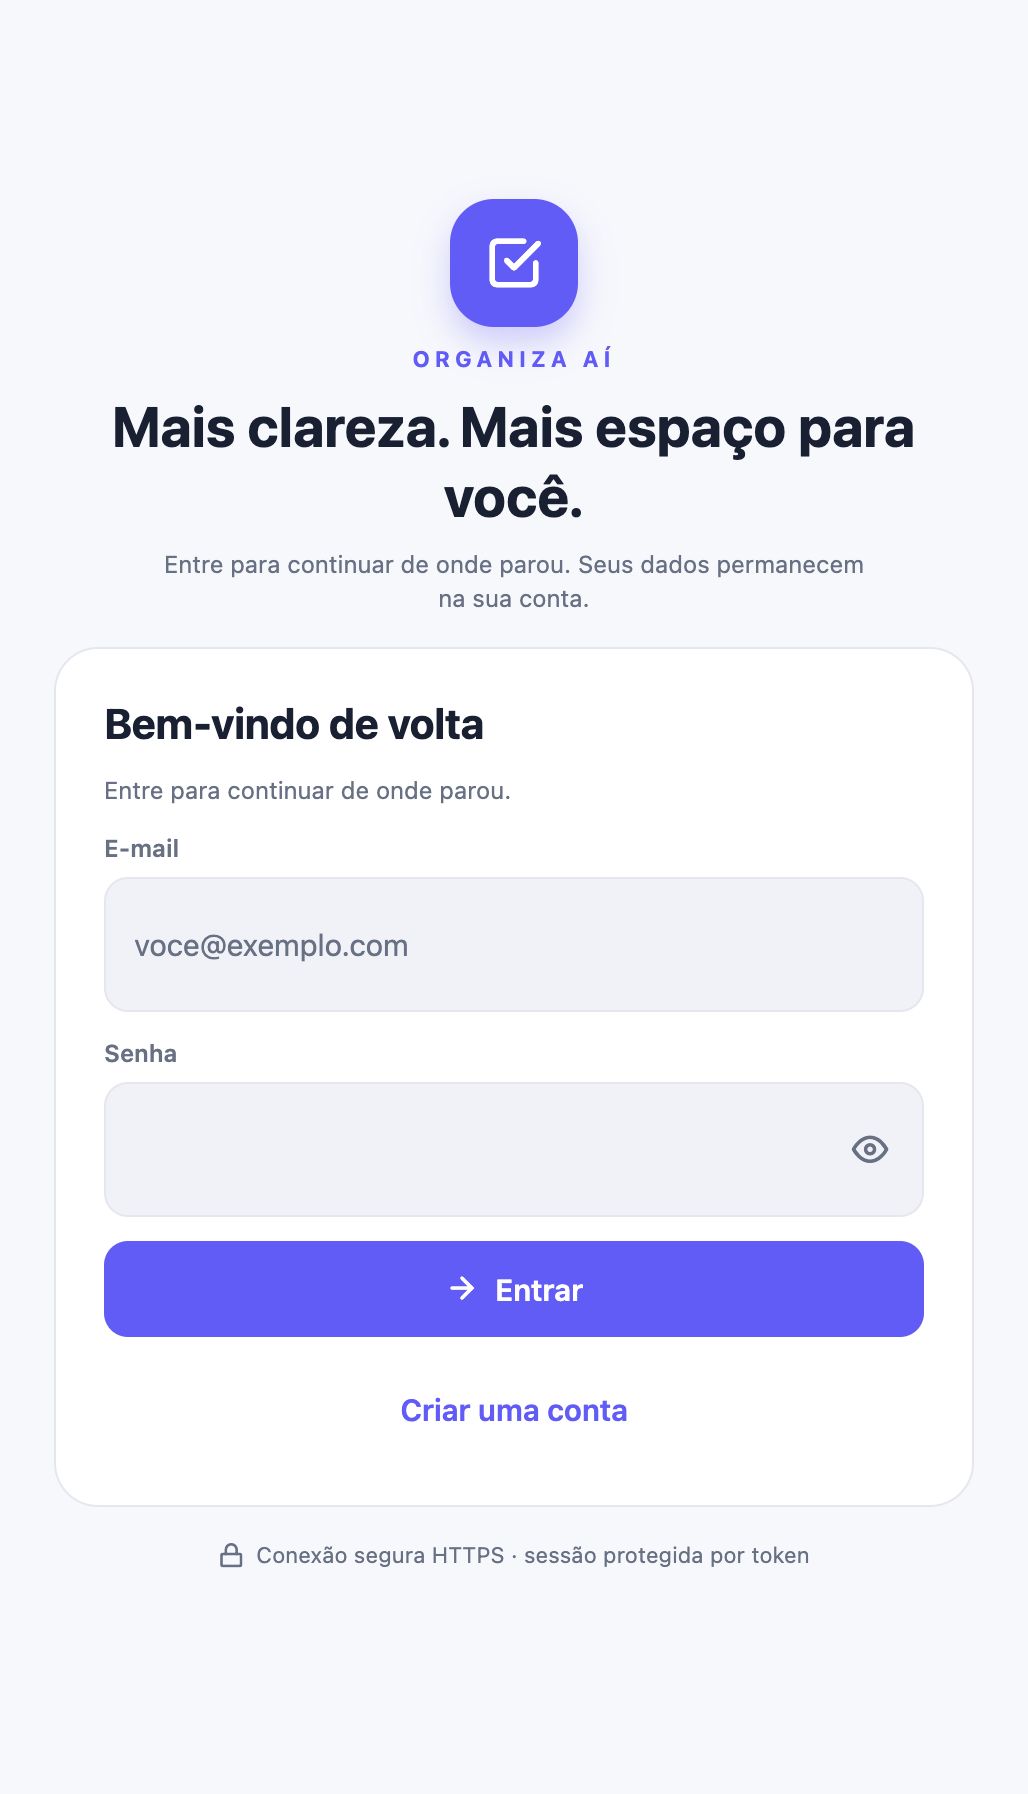 ORGANIZA AÍ
Mais clareza. Mais espaço para
você.
Entre para continuar de onde parou. Seus dados permanecem
na sua conta.
Bem-vindo de volta
Entre para continuar de onde parou.
E-mail
voce@exemplo.com
Senha
Entrar
Criar uma conta
Conexão segura HTTPS · sessão protegida por token